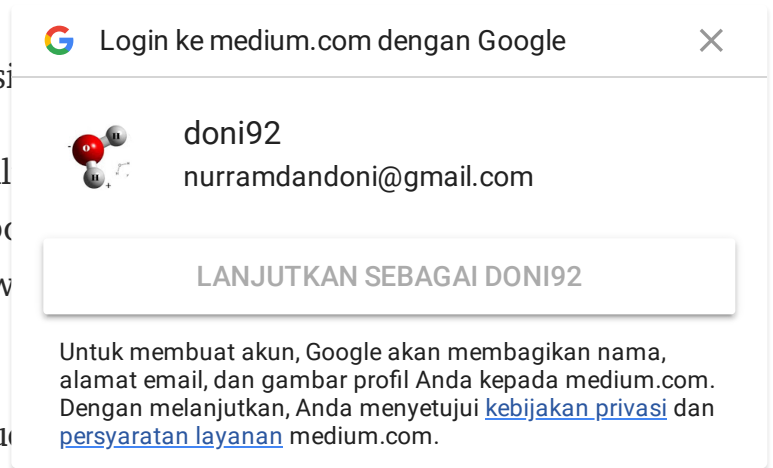 Login ke medium.com dengan Google
doni92
nurramdandoni@gmail.com
LANJUTKAN SEBAGAI DONI92
Untuk membuat akun, Google akan membagikan nama,
alamat email, dan gambar profil Anda kepada medium.com.
Dengan melanjutkan, Anda menyetujui kebijakan privasi dan
persyaratan layanan medium.com.